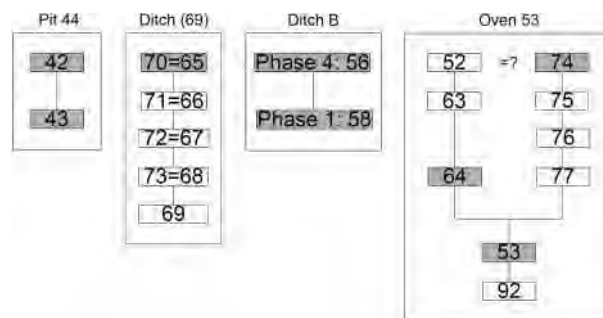 Pit 44
Ditch (69)
Ditch B
Oven 53
42
43
70=65
71=66
72=67
73=68
69
Phase 4: 56
Phase 1: 58
52 =? 74
63 75
76
64 77
53
92